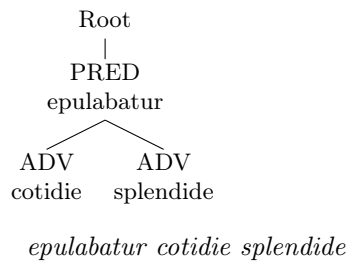 Root
PRED
epulabatur
ADV ADV
cotidie splendide
epulabatur cotidie splendide